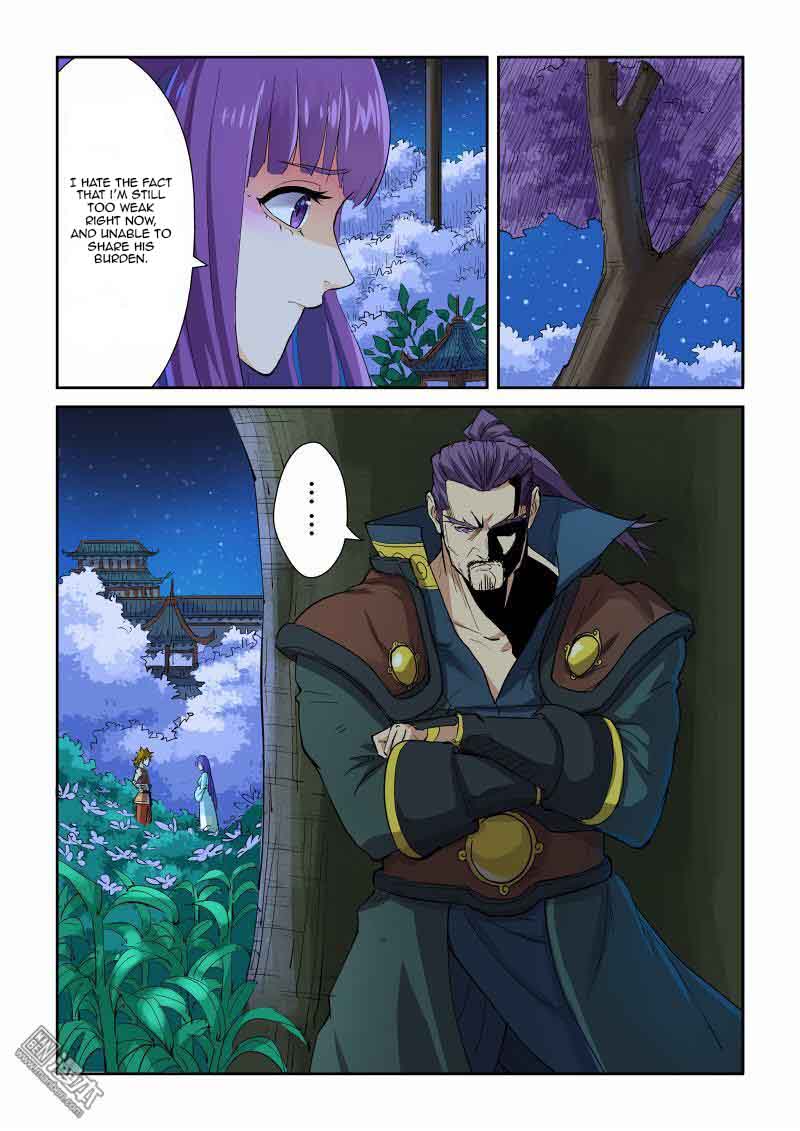 I HATE THE FACT
THAT I'M STILL
TOO WEAK
RIGHT NOW,
AND UNABLE TO
SHARE HIS
BURDEN.
......